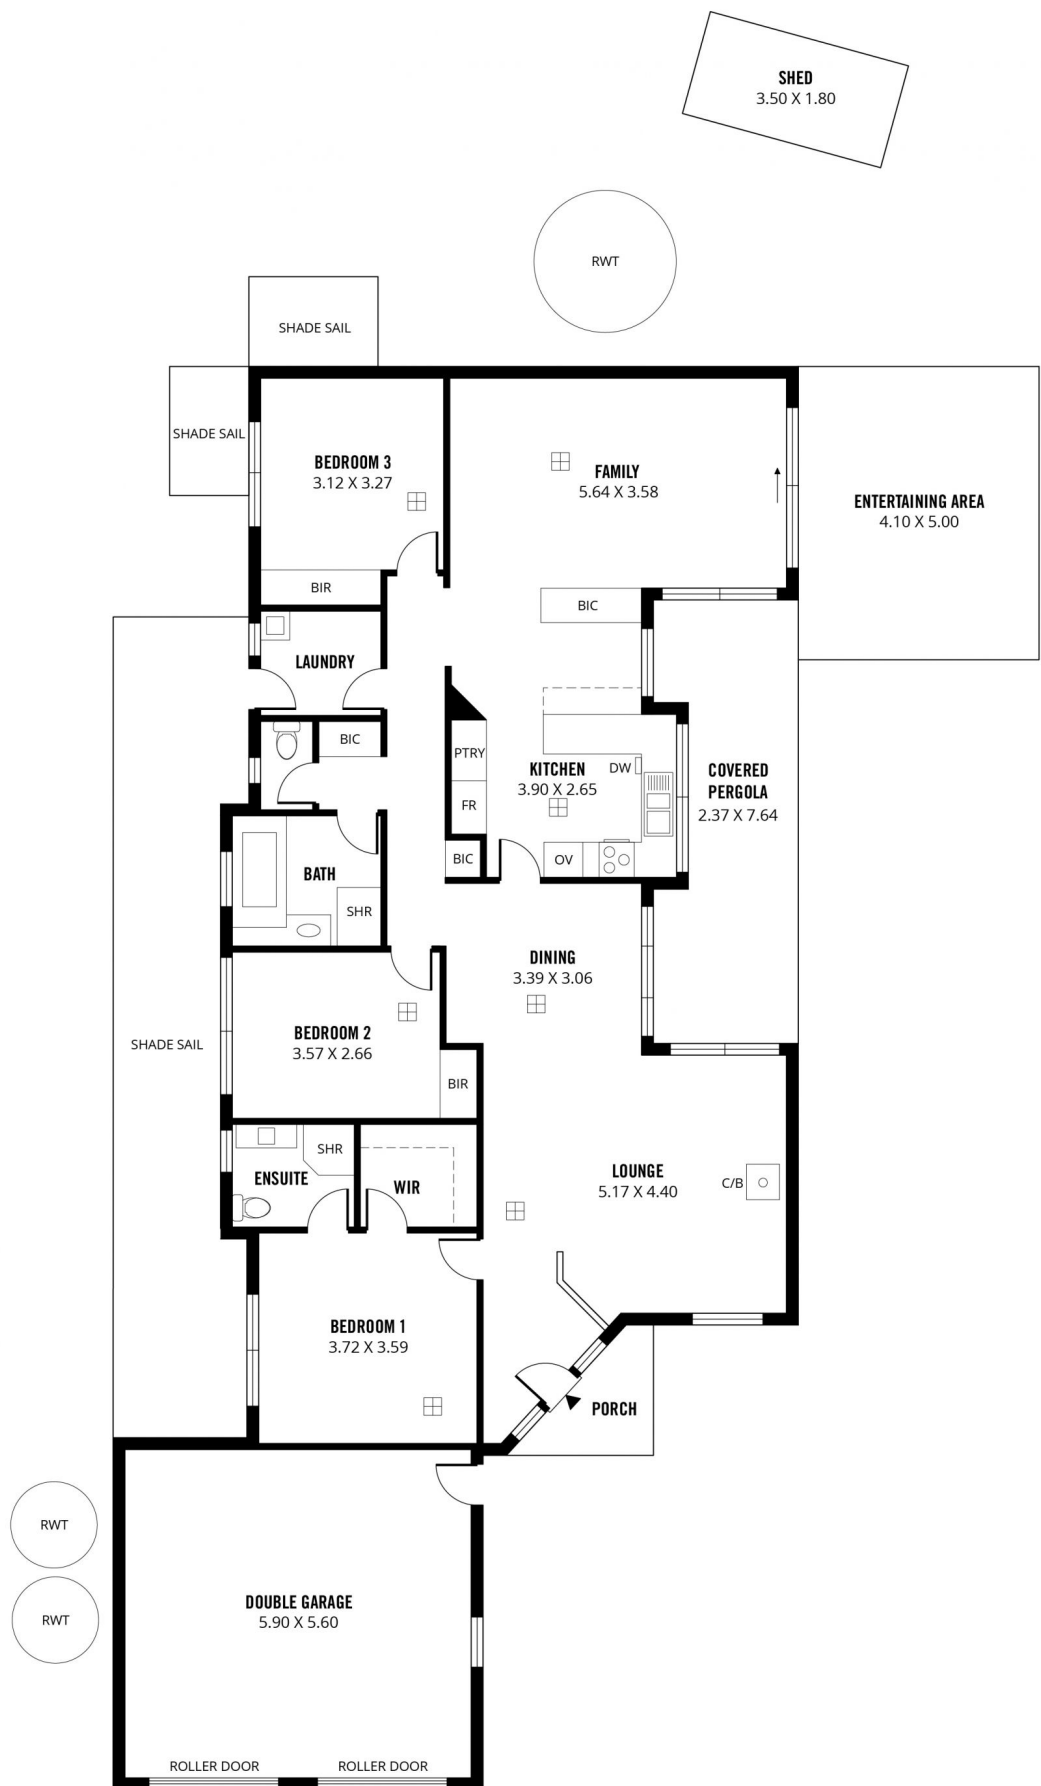 SHED
3.50 X 1.80
RWT
SHADE SAIL
SHADE SAIL
BEDROOM 3
3.12 X 3.27
FAMILY
5.64 X 3.58
ENTERTAINING AREA
4.10 X 5.00
BIR
BIC
LAUNDRY
BIC
PTRY
KITCHEN
3.90 X 2.65
DW
COVERED
PERGOLA
2.37 X 7.64
FR
BIC
OV
BATH
SHR
DINING
3.39 X 3.06
SHADE SAIL
BEDROOM 2
3.57 X 2.66
BIR
SHR
ENSUITE
WIR
LOUNGE
5.17 X 4.40
C/B
BEDROOM 1
3.72 X 3.59
PORCH
RWT
RWT
DOUBLE GARAGE
5.90 X 5.60
ROLLER DOOR
ROLLER DOOR